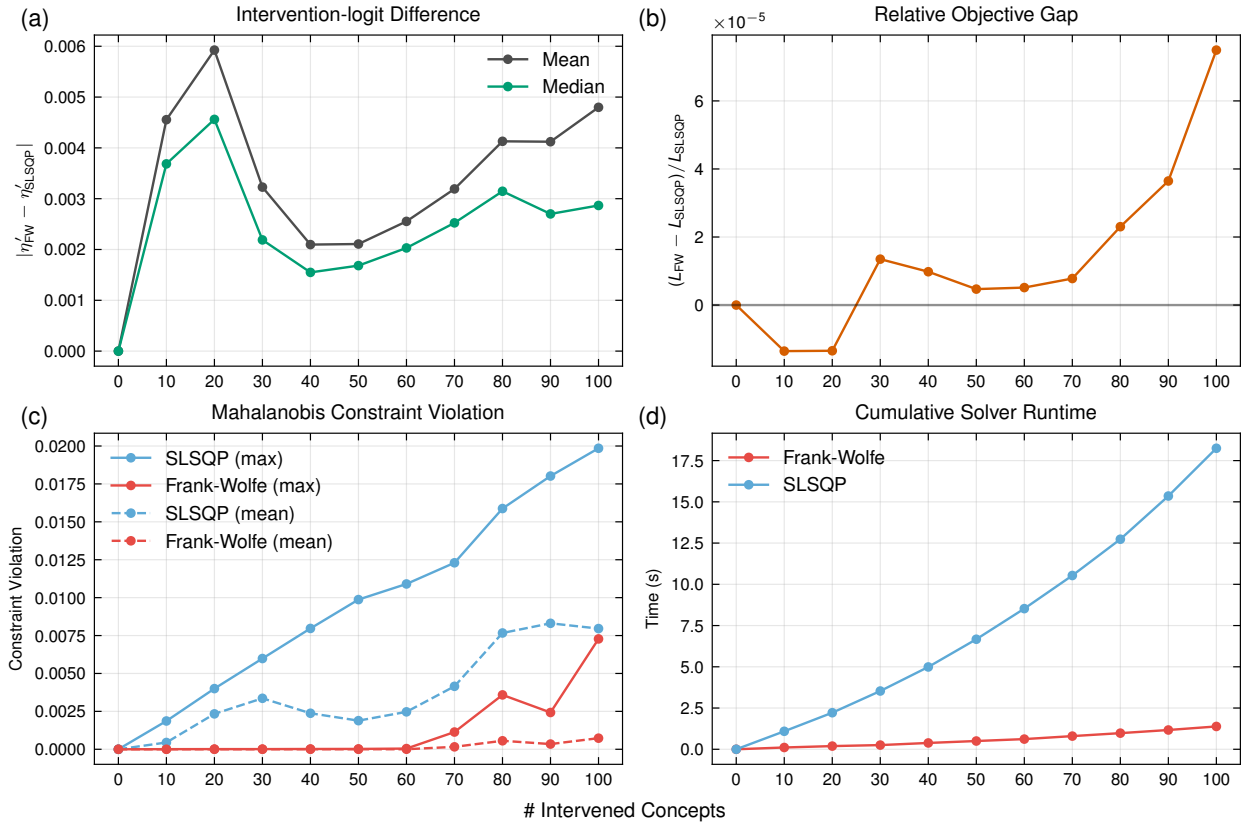 (a)
Intervention-logit Difference
|η′FW − η′SLSQP|
0.006
0.005
0.004
0.003
0.002
0.001
0.000
Mean
Median
0 10 20 30 40 50 60 70 80 90 100
(b)
×10−5
Relative Objective Gap
(LFW − LSLSQP) / LSLSQP
6
4
2
0
0 10 20 30 40 50 60 70 80 90 100
(c)
Mahalanobis Constraint Violation
Constraint Violation
0.0200
0.0175
0.0150
0.0125
0.0100
0.0075
0.0050
0.0025
0.0000
SLSQP (max)
Frank-Wolfe (max)
SLSQP (mean)
Frank-Wolfe (mean)
0 10 20 30 40 50 60 70 80 90 100
(d)
Cumulative Solver Runtime
Time (s)
17.5
15.0
12.5
10.0
7.5
5.0
2.5
0.0
Frank-Wolfe
SLSQP
0 10 20 30 40 50 60 70 80 90 100
# Intervened Concepts